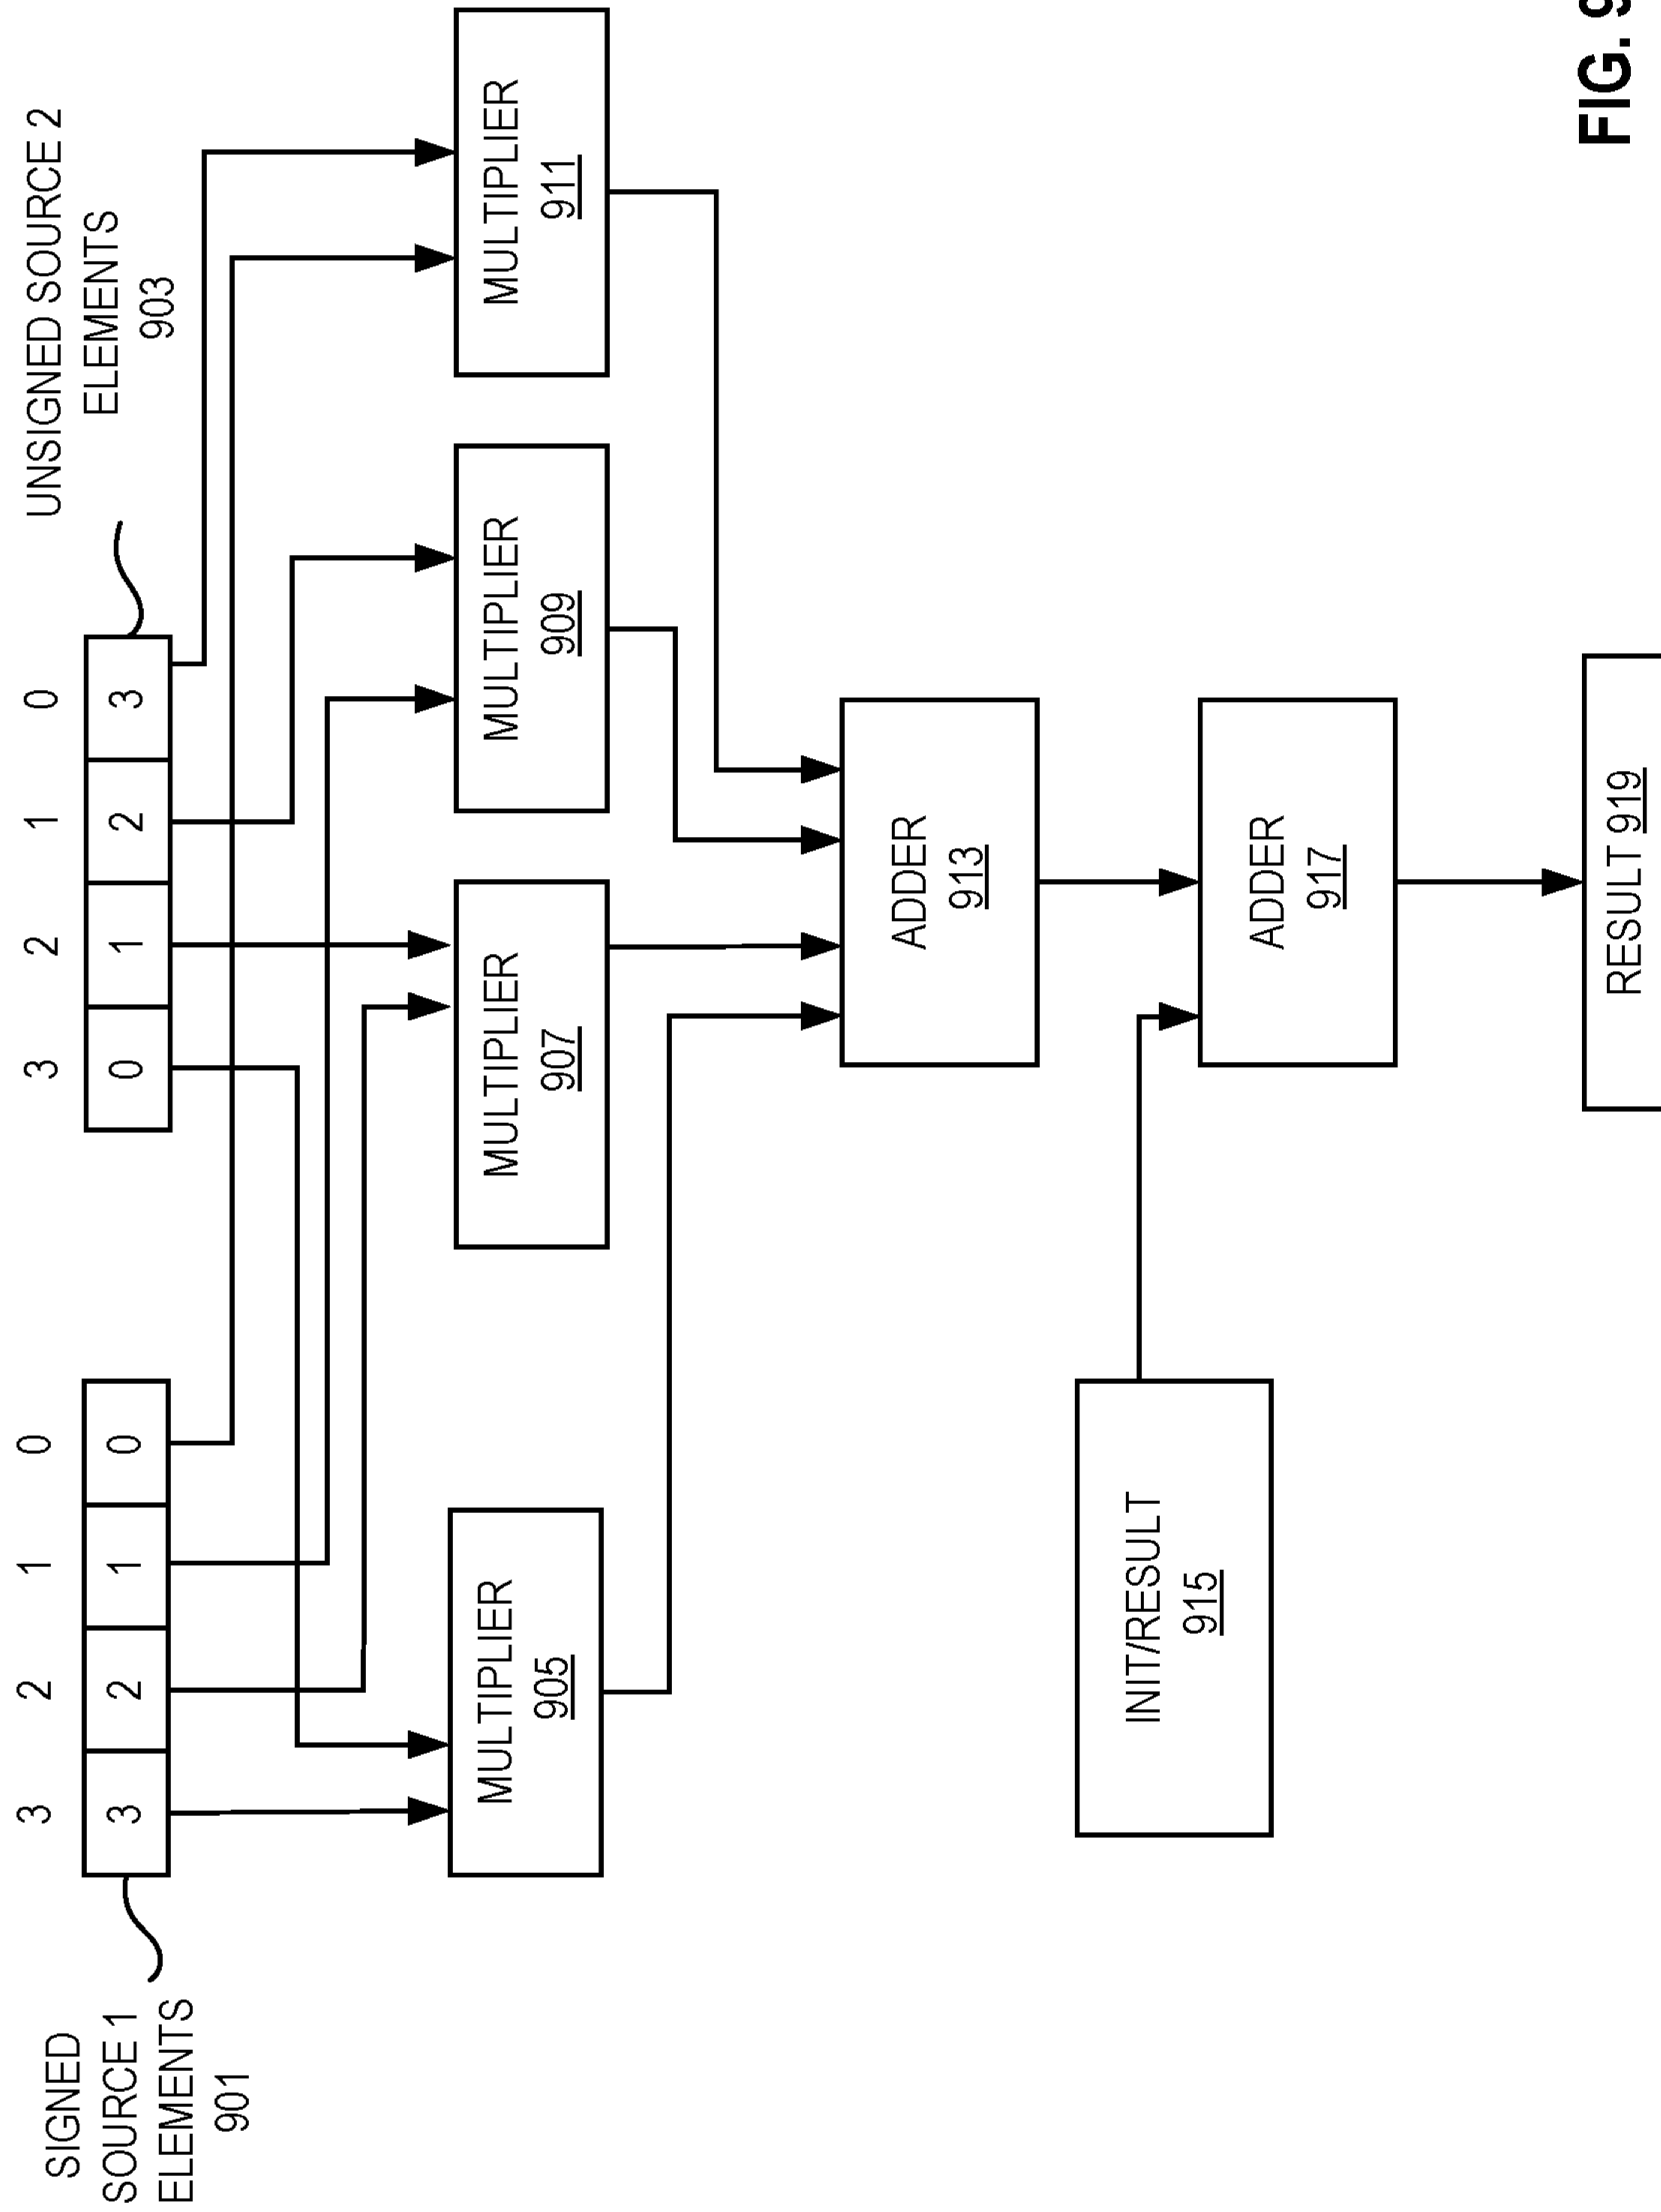 3 2 1 0
3 2 1 0
SIGNED
SOURCE 1
ELEMENTS
901
3 2 1 0
0 1 2 3
UNSIGNED SOURCE 2
ELEMENTS
903
MULTIPLIER
905
MULTIPLIER
907
MULTIPLIER
909
MULTIPLIER
911
ADDER
913
INIT/RESULT
915
ADDER
917
RESULT 919
FIG. 9